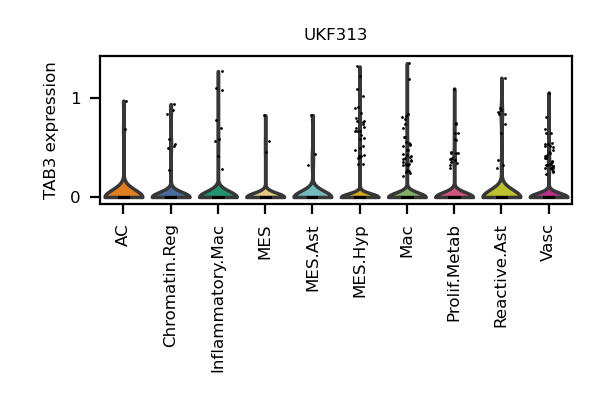 UKF313
TAB3 expression
1
0
AC
Chromatin.Reg
Inflammatory.Mac
MES
MES.Ast
MES.Hyp
Mac
Prolif.Metab
Reactive.Ast
Vasc